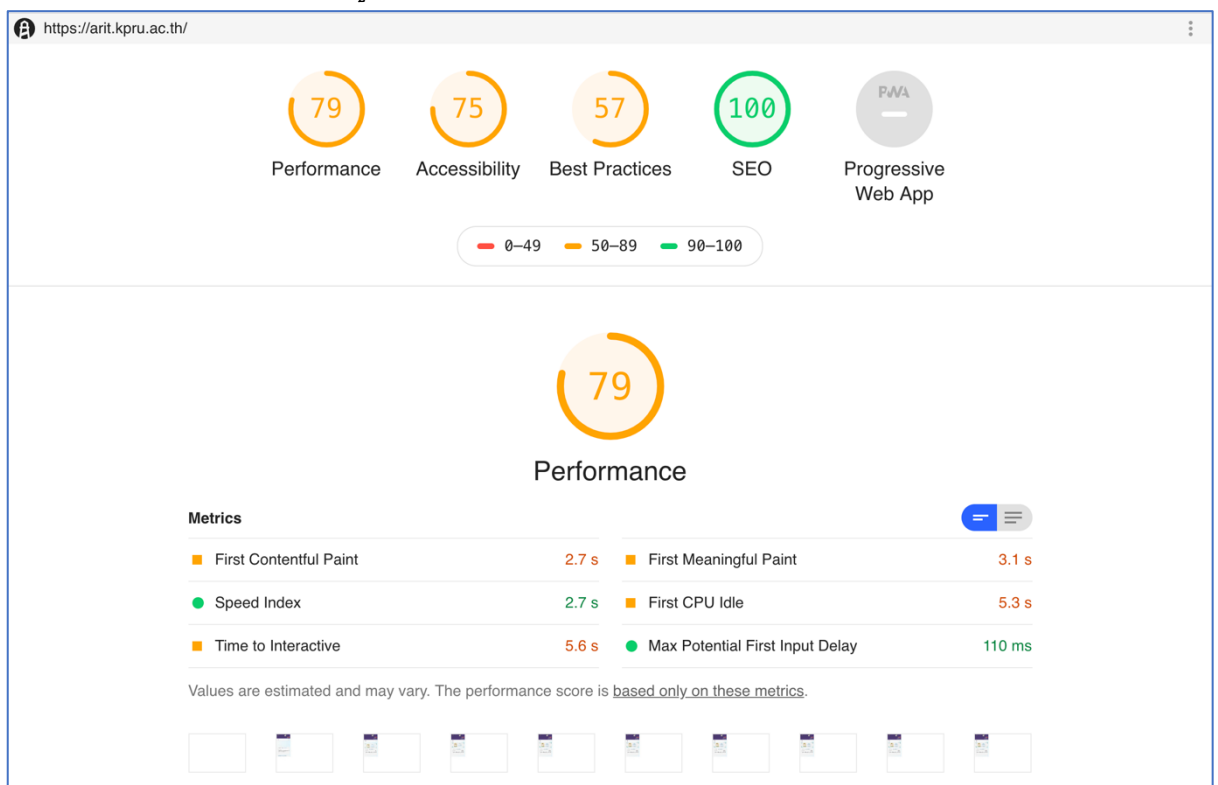 https://arit.kpru.ac.th/
79 75 57 100 PWA
Performance Accessibility Best Practices SEO Progressive
Web App
0–49 50–89 90–100
79
Performance
Metrics
First Contentful Paint 2.7 s First Meaningful Paint 3.1 s
Speed Index 2.7 s First CPU Idle 5.3 s
Time to Interactive 5.6 s Max Potential First Input Delay 110 ms
Values are estimated and may vary. The performance score is based only on these metrics.